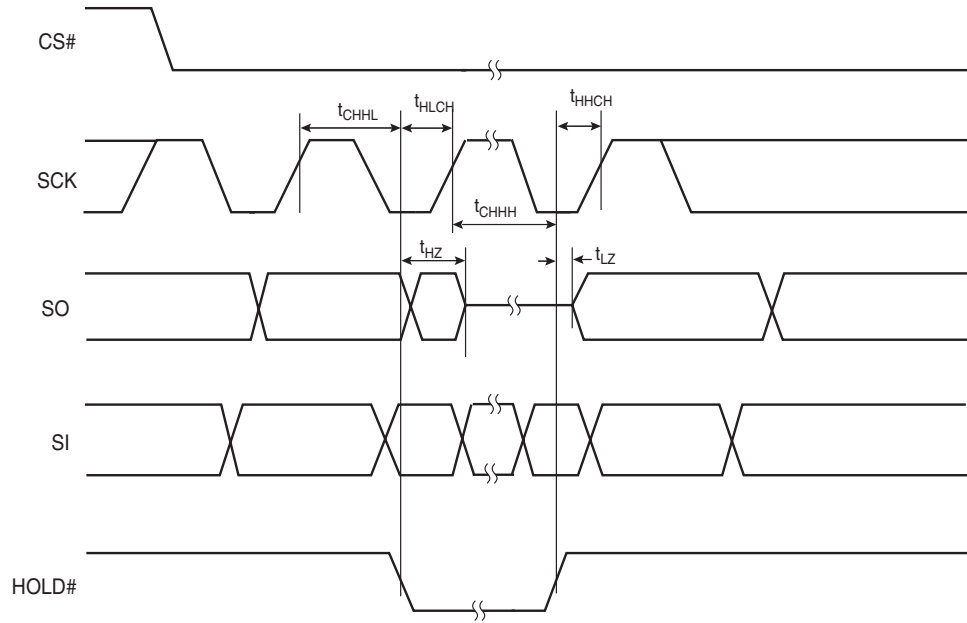 CS#
tCHHL
tHLCH
tHHCH
SCK
tCHHH
tHZ
tLZ
SO
SI
HOLD#